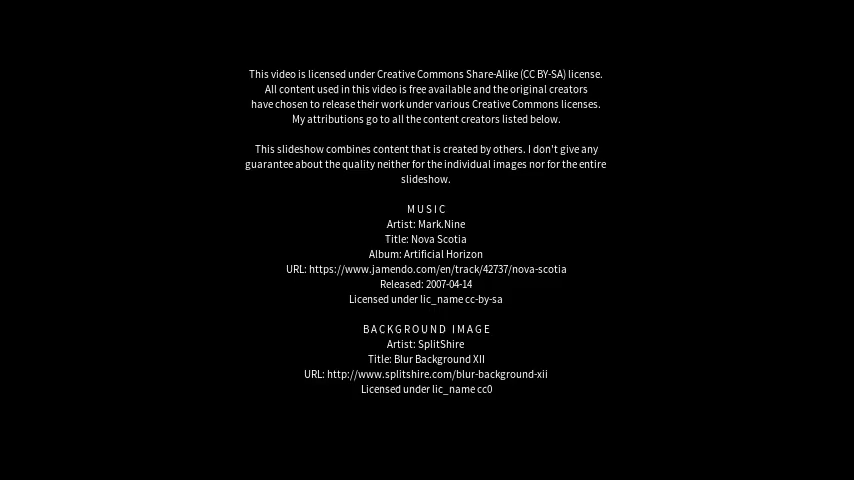 This video is licensed under Creative Commons Share-Alike (CC BY-SA) license.
All content used in this video is free available and the original creators
have chosen to release their work under various Creative Commons licenses.
My attributions go to all the content creators listed below.
This slideshow combines content that is created by others. I don't give any
guarantee about the quality neither for the individual images nor for the entire
slideshow.
MUSIC
Artist: Mark.Nine
Title: Nova Scotia
Album: Artificial Horizon
URL: https://www.jamendo.com/en/track/42737/nova-scotia
Released: 2007-04-14
Licensed under lic_name cc-by-sa
BACKGROUND IMAGE
Artist: SplitShire
Title: Blur Background XII
URL: http://www.splitshire.com/blur-background-xii
Licensed under lic_name cc0